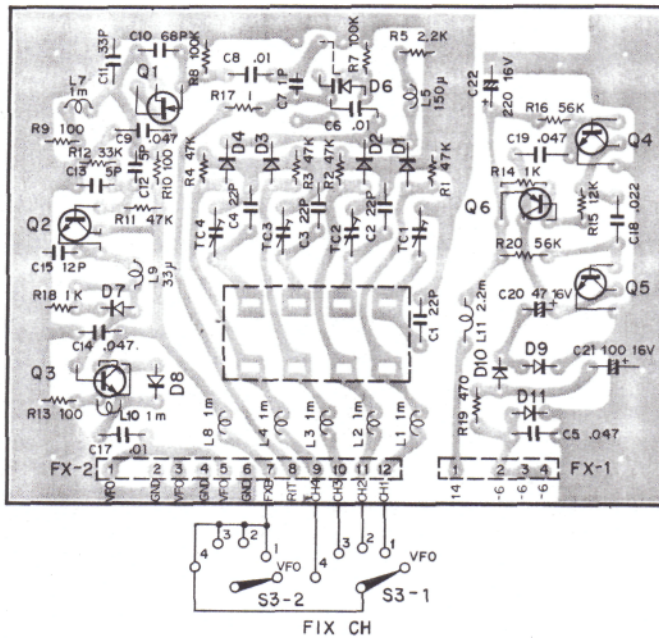 C11 33P
C10 68P
R8 100K
C8 .01
C7 1P
R7 100K
R5 2.2K
L7 1m
Q1
R17 1
D6
L5 150µ
C22 220 16V
+
R16 56K
Q4
R9 100
C9 .047
C6 .01
C19 .047
R12 33K
C13 5P
C12 5P
R10 100
R4 47K
D4
D3
R3 47K
R2 47K
D2
D1
R1 47K
R14 1K
Q6
R15 12K
C18 .022
Q2
R11 47K
TC4
C4 22P
TC3
C3 22P
TC2
C2 22P
TC1
R20 56K
C15 12P
L9 33µ
Q5
R18 1K
D7
C1 22P
L11 2.2m
C20 47 16V
+
C14 .047
D10
D9
C21 100 16V
+
Q3
D8
R13 100
L10 1m
L8 1m
L4 1m
L3 1m
L2 1m
L1 1m
R19 470
D11
C17 .01
C5 .047
FX-2
1 2 3 4 5 6 7 8 9 10 11 12
1 2 3 4
FX-1
VFO GND VFO GND VFO GND FXB RIT CH4 CH3 CH2 CH1
14 -6 -6 -6
4 3 2 1 VFO
4 3 2 1 VFO
S3-2
S3-1
FIX CH